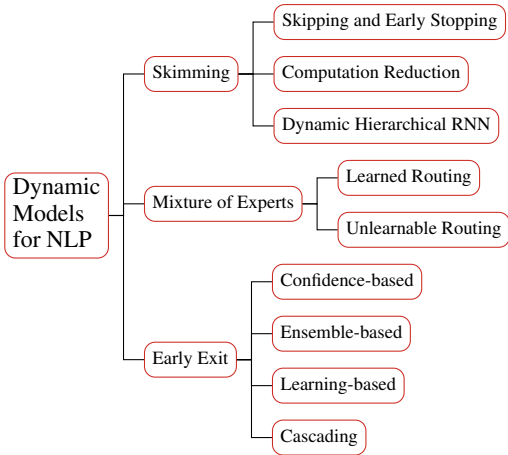 Dynamic
Models
for NLP
Skimming
Skipping and Early Stopping
Computation Reduction
Dynamic Hierarchical RNN
Mixture of Experts
Learned Routing
Unlearnable Routing
Early Exit
Confidence-based
Ensemble-based
Learning-based
Cascading